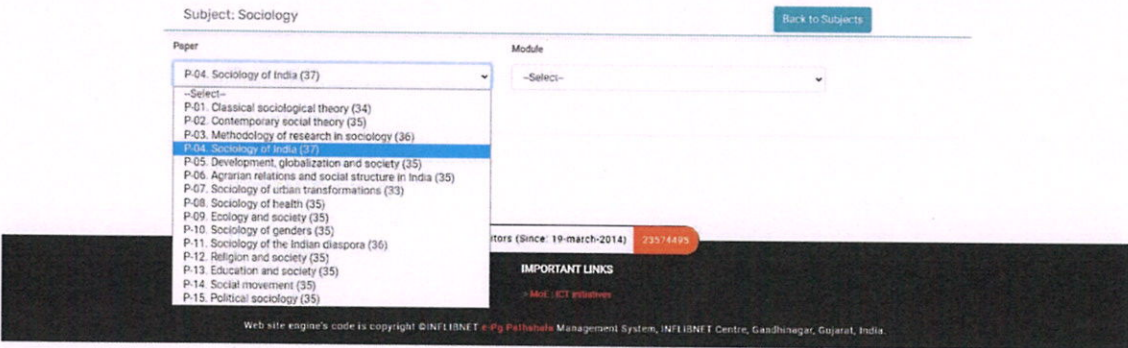 Subject: Sociology
Back to Subjects
Paper
Module
P-04. Sociology of India (37)
--Select--
--Select--
P-01. Classical sociological theory (34)
P-02. Contemporary social theory (35)
P-03. Methodology of research in sociology (36)
P-04. Sociology of India (37)
P-05. Development, globalization and society (35)
P-06. Agrarian relations and social structure in India (35)
P-07. Sociology of urban transformations (33)
P-08. Sociology of health (35)
P-09. Ecology and society (35)
P-10. Sociology of genders (35)
P-11. Sociology of the Indian diaspora (36)
P-12. Religion and society (35)
P-13. Education and society (35)
P-14. Social movement (35)
P-15. Political sociology (35)
itors (Since: 19-march-2014) 23574495
IMPORTANT LINKS
> MoE : ICT Initiatives
Web site engine's code is copyright ©INFLIBNET e-Pg Pathshala Management System, INFLIBNET Centre, Gandhinagar, Gujarat, India.